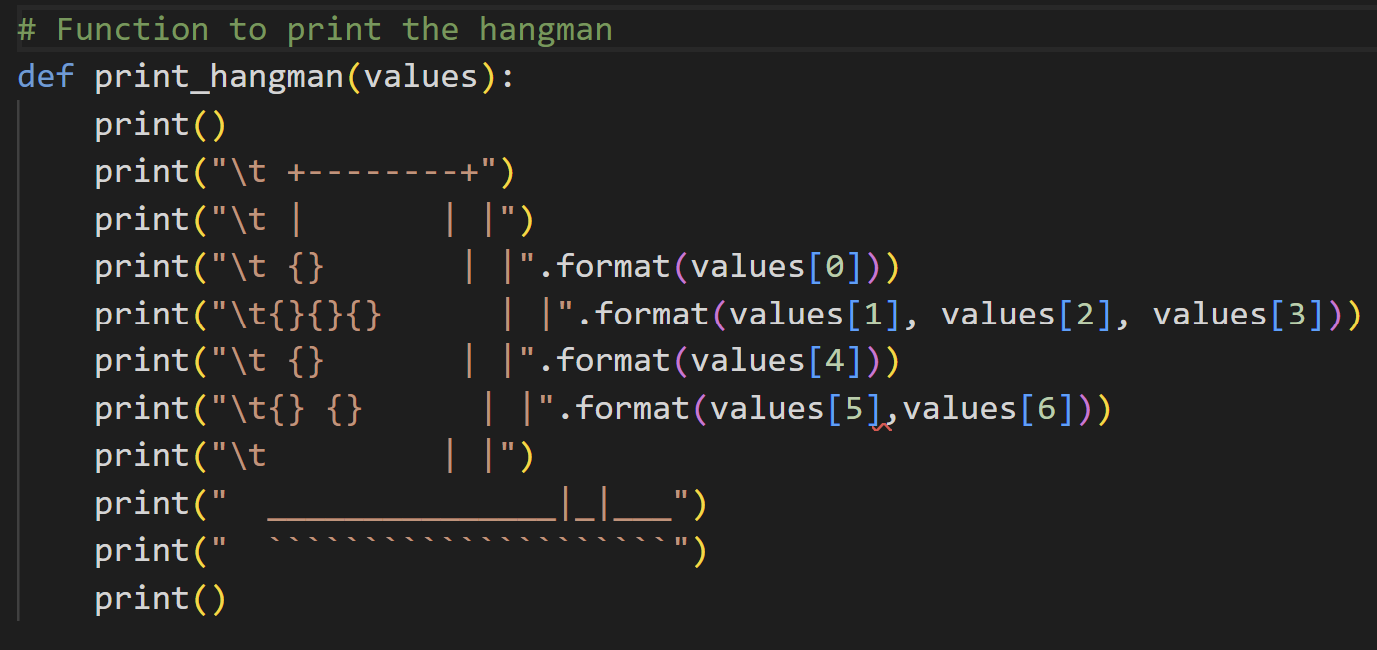 # Function to print the hangman
def print_hangman(values):
    print()
    print("\t +--------+")
    print("\t |       | |")
    print("\t {}       | |".format(values[0]))
    print("\t{}{}{}      | |".format(values[1], values[2], values[3]))
    print("\t {}       | |".format(values[4]))
    print("\t{} {}      | |".format(values[5],values[6]))
    print("\t         | |")
    print("  _______________|_|___")
    print("  `````````````````````")
    print()